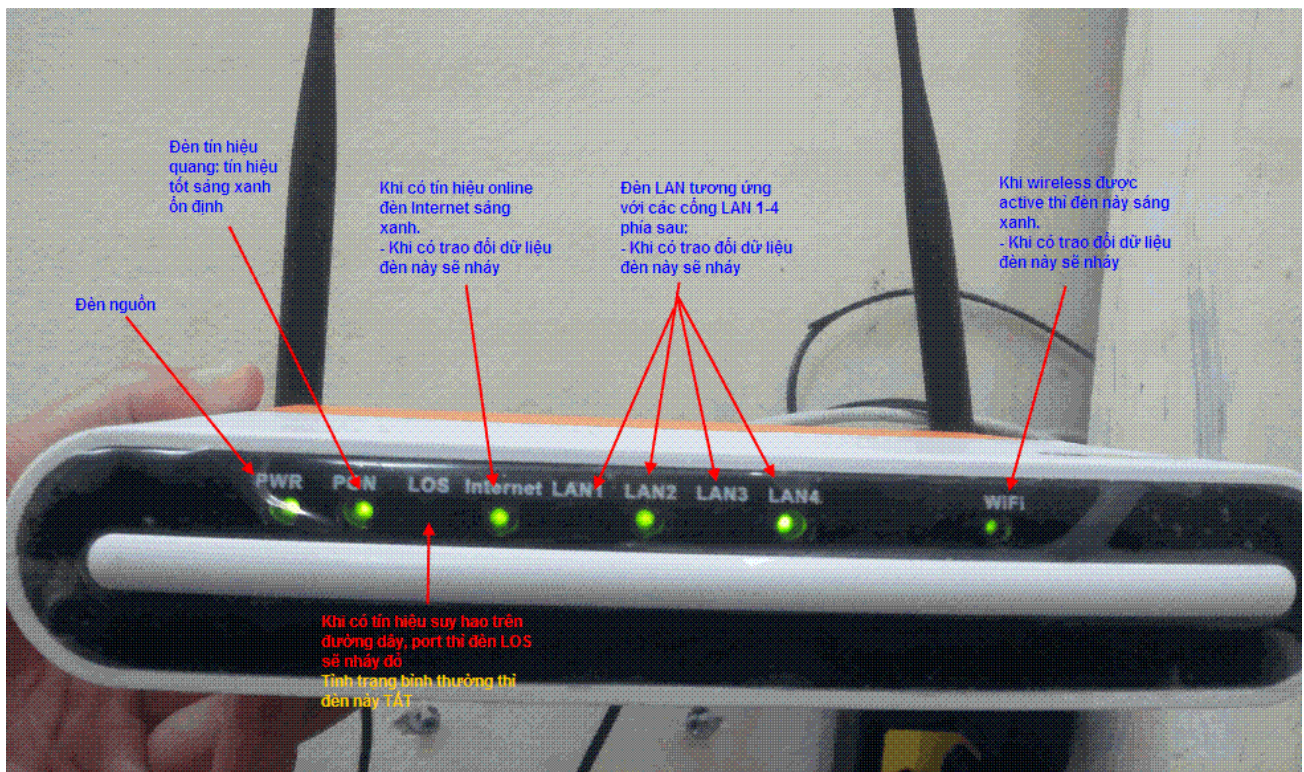 Đèn tín hiệu
quang: tín hiệu
tốt sáng xanh
ổn định
Khi có tín hiệu online
đèn Internet sáng
xanh.
- Khi có trao đổi dữ liệu
đèn này sẽ nháy
Đèn LAN tương ứng
với các cổng LAN 1-4
phía sau:
- Khi có trao đổi dữ liệu
đèn này sẽ nháy
Khi wireless được
active thì đèn này sáng
xanh.
- Khi có trao đổi dữ liệu
đèn này sẽ nháy
Đèn nguồn
PWR PON LOS Internet LAN1 LAN2 LAN3 LAN4 WiFi
Khi có tín hiệu suy hao trên
đường dây, port thì đèn LOS
sẽ nháy đỏ
Tình trạng bình thường thì
đèn này TẮT